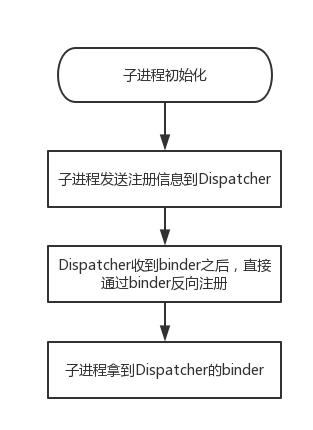 子进程初始化
子进程发送注册信息到Dispatcher
Dispatcher收到binder之后，直接
通过binder反向注册
子进程拿到Dispatcher的binder